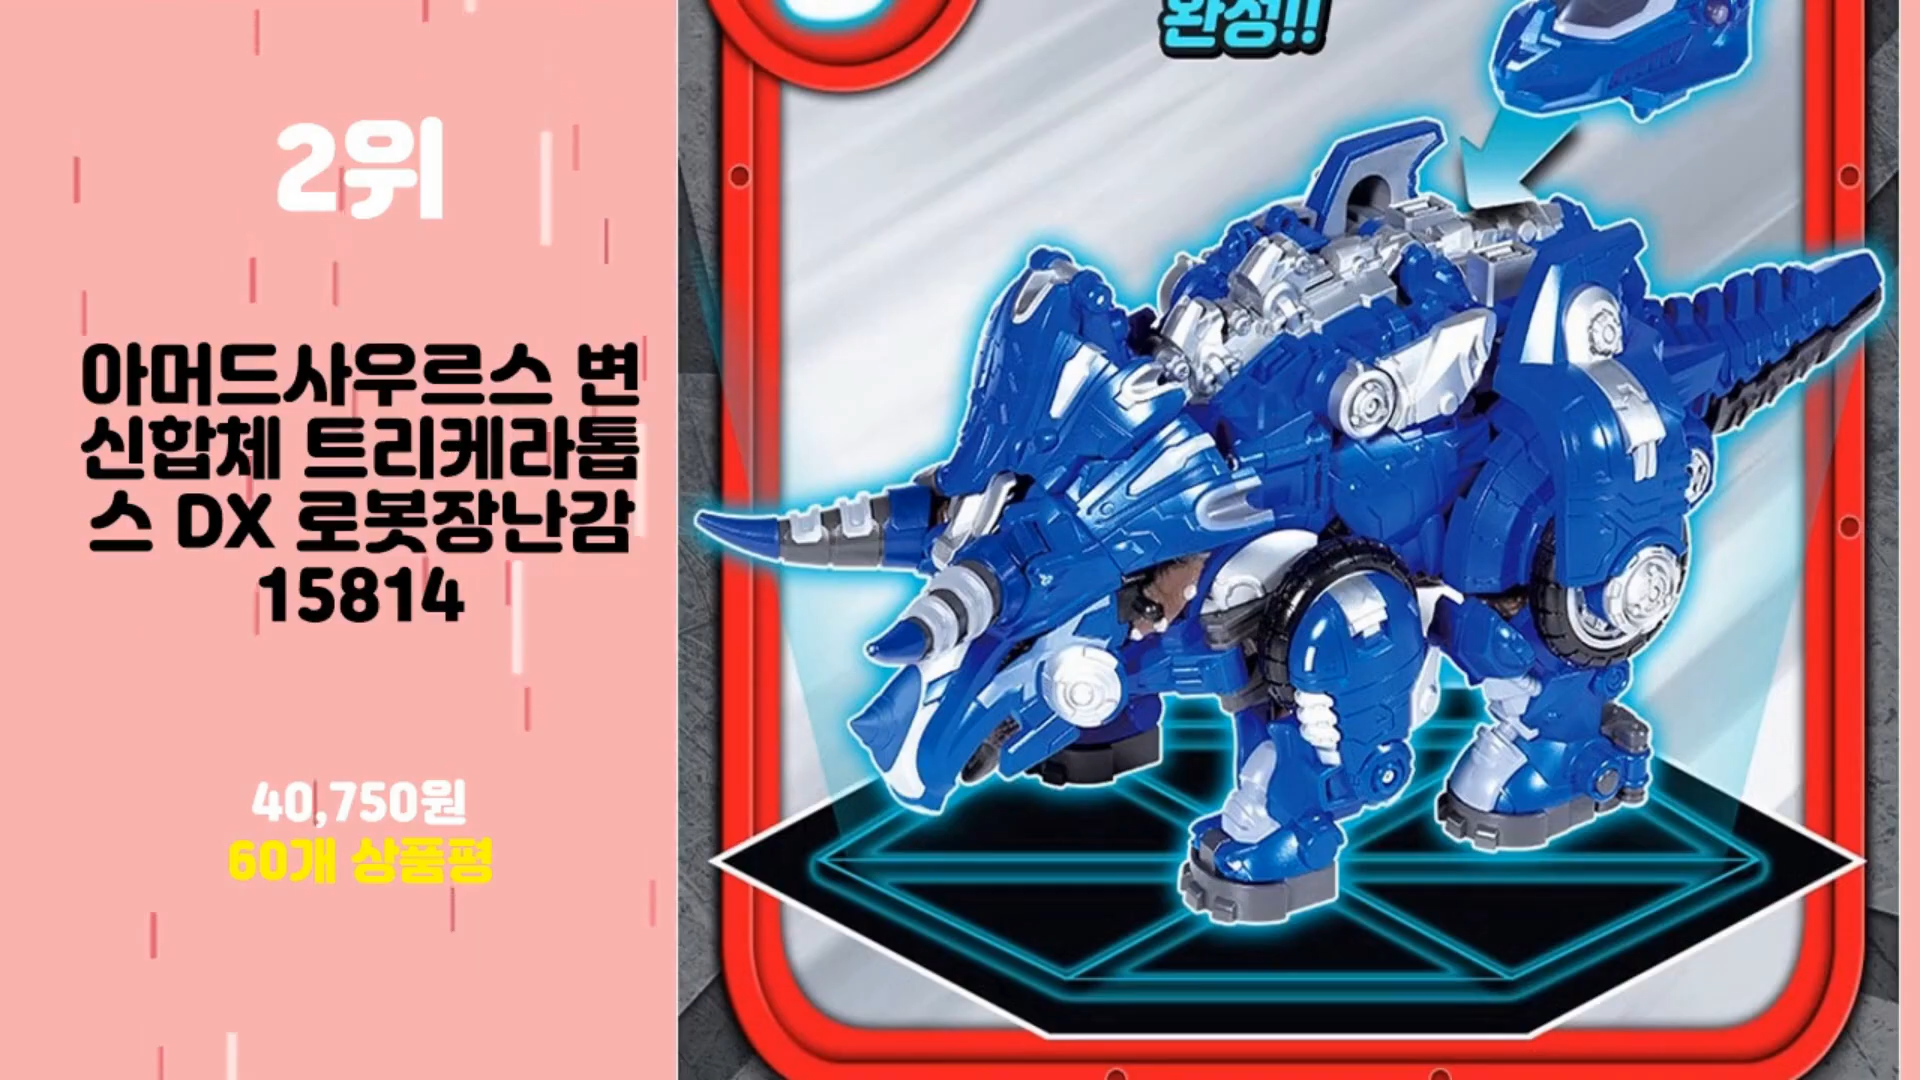 2위
아머드사우르스 변
신합체 트리케라톱
스 DX 로봇장난감
15814
40,750원
60개 상품평
완성!!